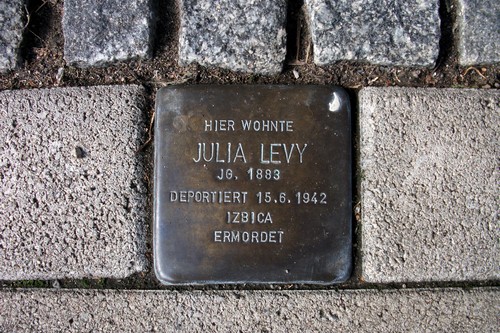 HIER WOHNTE
JULIA LEVY
JG. 1883
DEPORTIERT 15.6.1942
IZBICA
ERMORDET